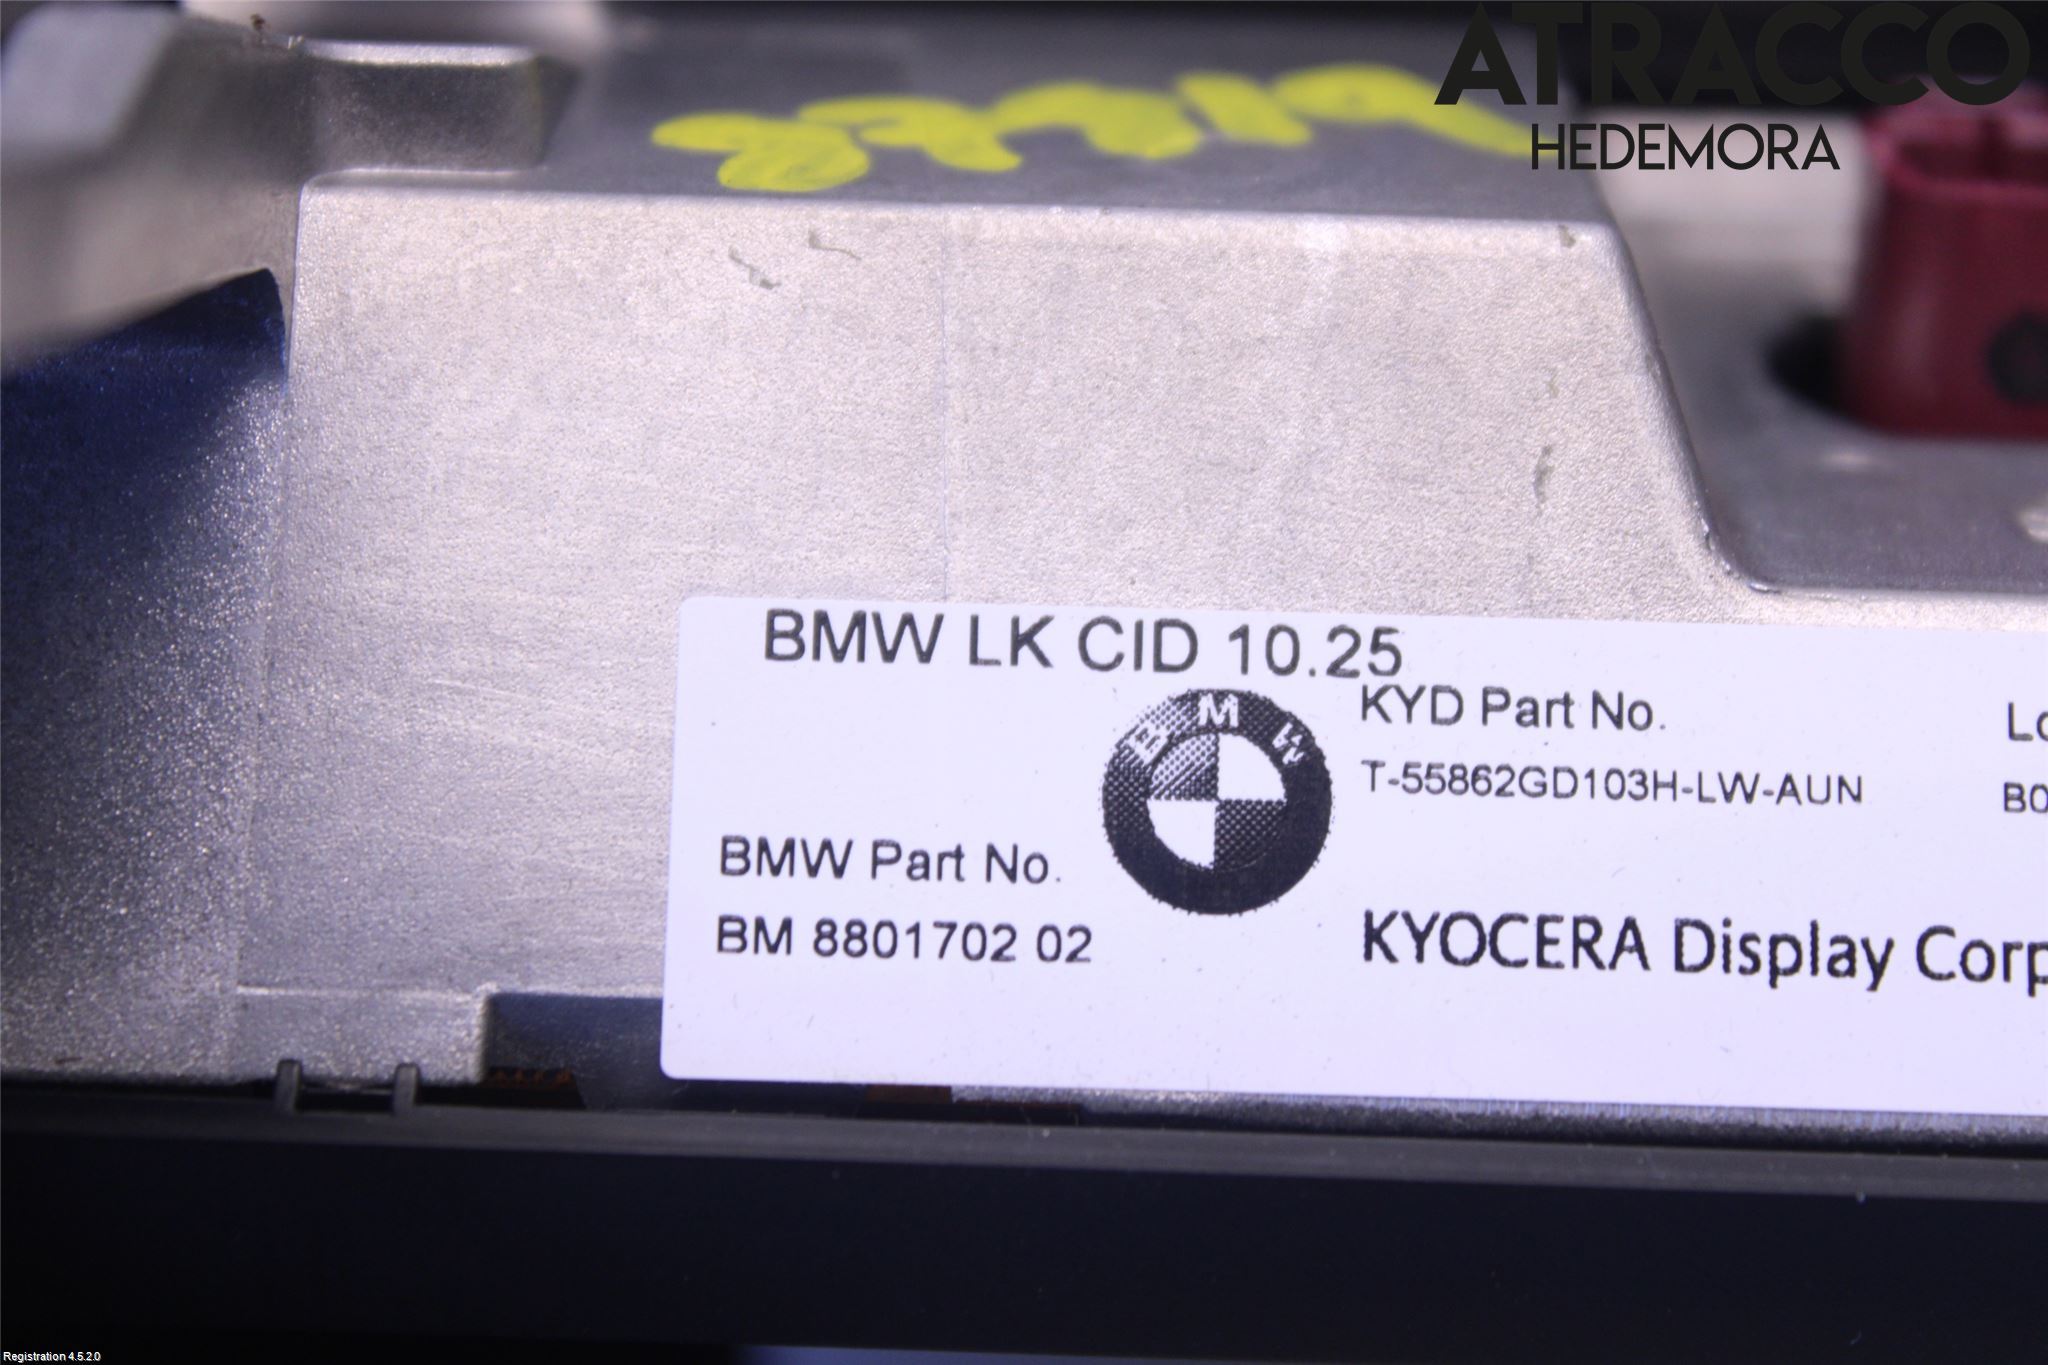 ATRACCO
HEDEMORA
BMW LK CID 10.25
BMW
KYD Part No.
T-55862GD103H-LW-AUN
BMW Part No.
BM 8801702 02
KYOCERA Display Corp
Registration 4.5.2.0